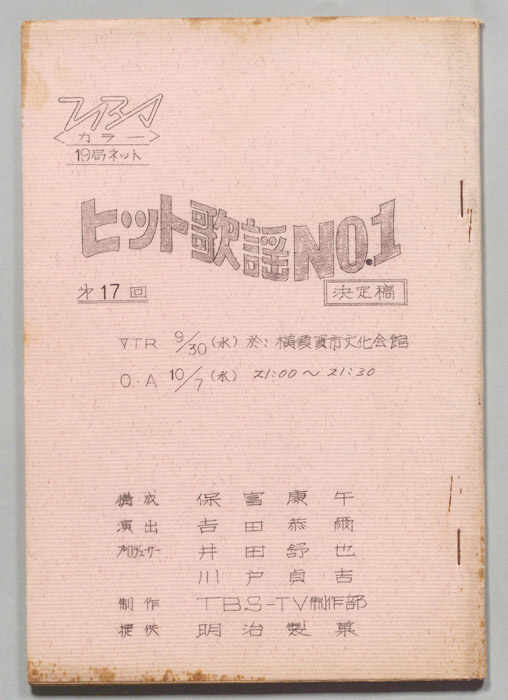 TBS
カラー
19局ネット
ヒット歌謡NO.1
第17回
決定稿
VTR 9/30(水) 於:横須賀市文化会館
O.A 10/7(水) 21:00〜21:30
構成 保富康午
演出 吉田恭爾
プロデューサー 井田舒也
川戸貞吉
制作 TBS-TV制作部
提供 明治製菓